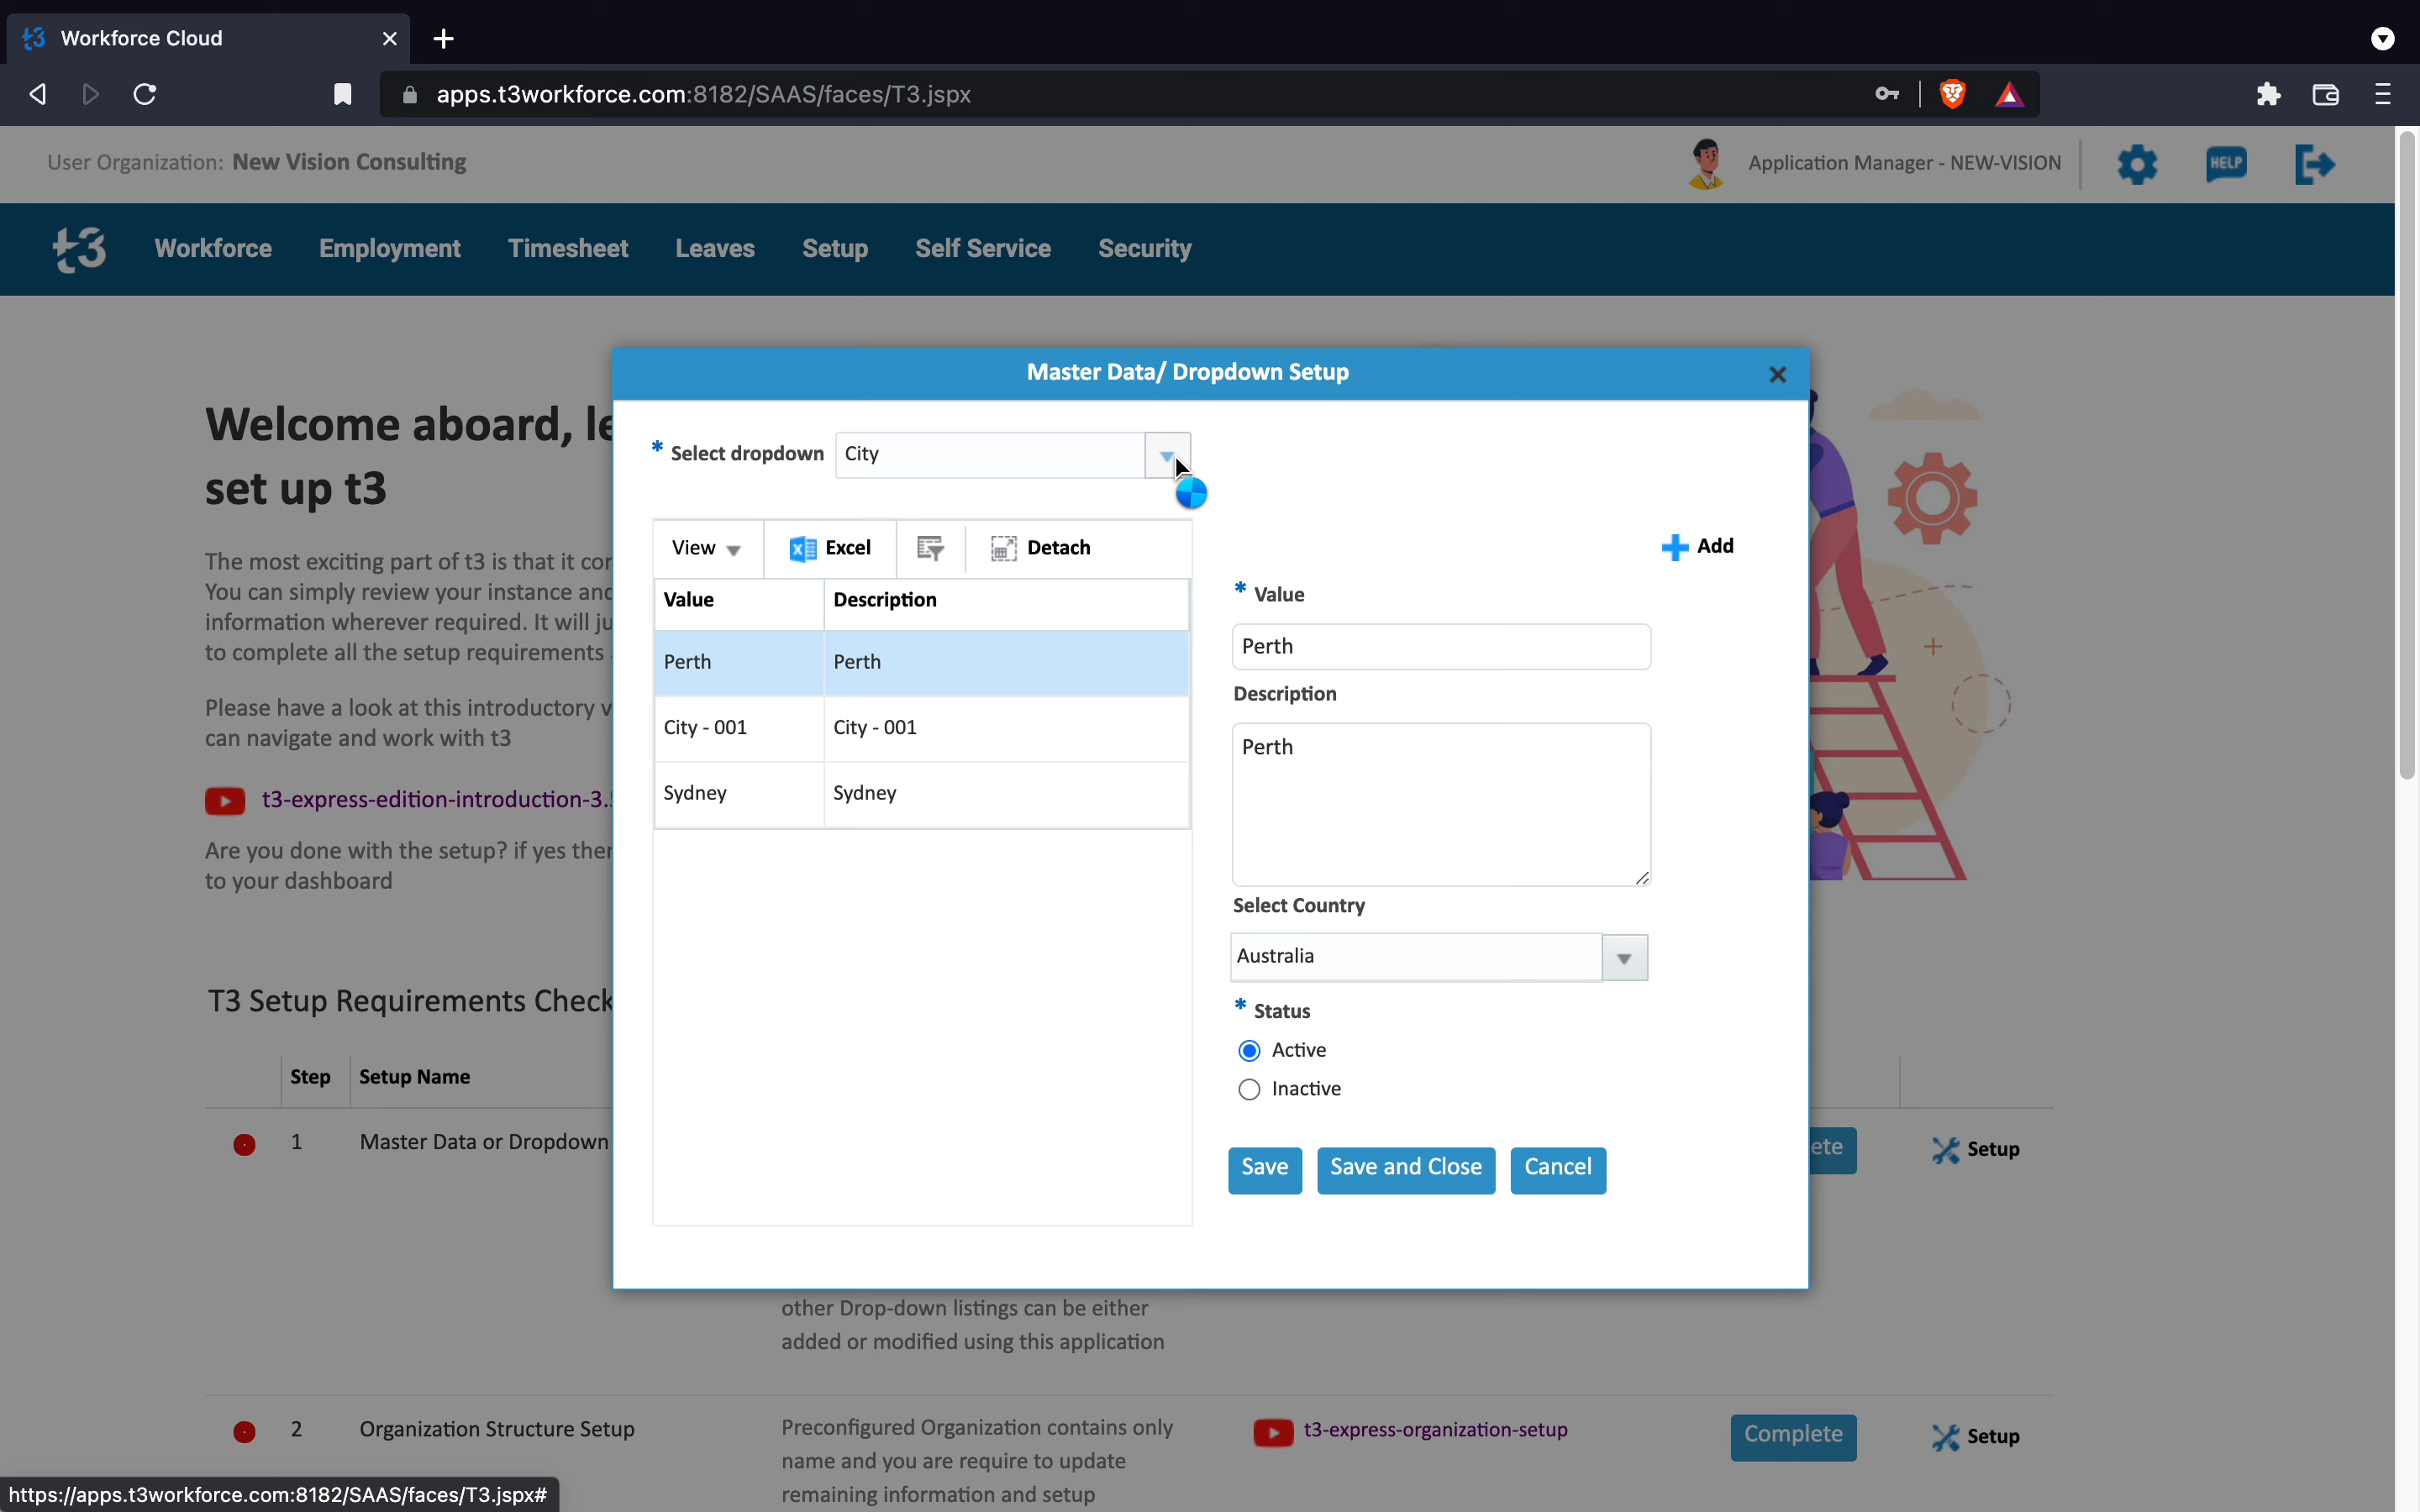 Workforce Cloud
apps.t3workforce.com:8182/SAAS/faces/T3.jspx
User Organization: New Vision Consulting
Application Manager - NEW-VISION
HELP
t3
Workforce
Employment
Timesheet
Leaves
Setup
Self Service
Security
Master Data/ Dropdown Setup
Welcome aboard, le
set up t3
* Select dropdown
City
View
Excel
Detach
Add
The most exciting part of t3 is that it cor
You can simply review your instance and
information wherever required. It will ju
to complete all the setup requirements
Please have a look at this introductory v
can navigate and work with t3
t3-express-edition-introduction-3.
Are you done with the setup? if yes ther
to your dashboard
Value
Description
Perth
Perth
City - 001
City - 001
Sydney
Sydney
* Value
Perth
Description
Perth
Select Country
Australia
* Status
Active
Inactive
Save
Save and Close
Cancel
T3 Setup Requirements Check
Step
Setup Name
1
Master Data or Dropdown
ete
Setup
other Drop-down listings can be either
added or modified using this application
2
Organization Structure Setup
Preconfigured Organization contains only
name and you are require to update
remaining information and setup
t3-express-organization-setup
Complete
Setup
https://apps.t3workforce.com:8182/SAAS/faces/T3.jspx#